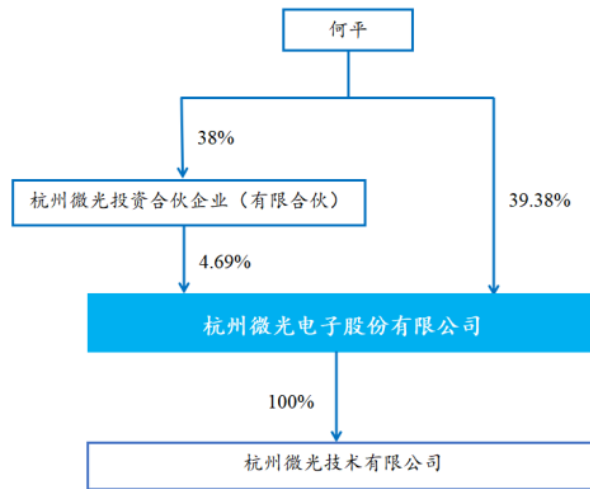 何平
38%
杭州微光投资合伙企业（有限合伙）
39.38%
4.69%
杭州微光电子股份有限公司
100%
杭州微光技术有限公司